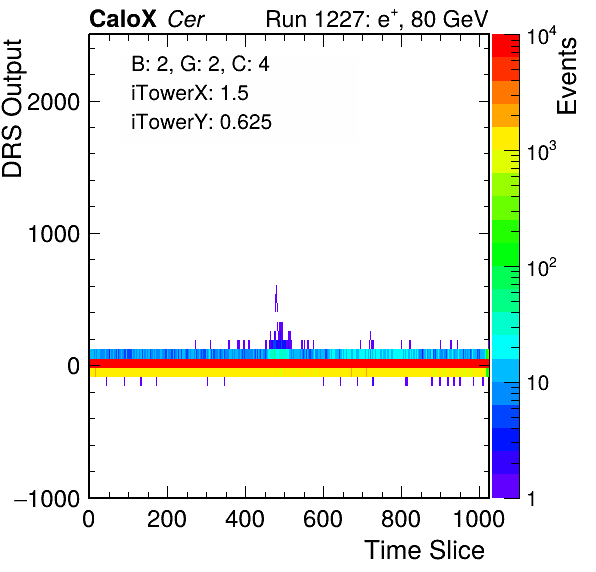 CaloX Cer Run 1227: e⁺, 80 GeV
B: 2, G: 2, C: 4
iTowerX: 1.5
iTowerY: 0.625
DRS Output
2000
1000
0
−1000
0 200 400 600 800 1000
Time Slice
Events
10⁴
10³
10²
10
1